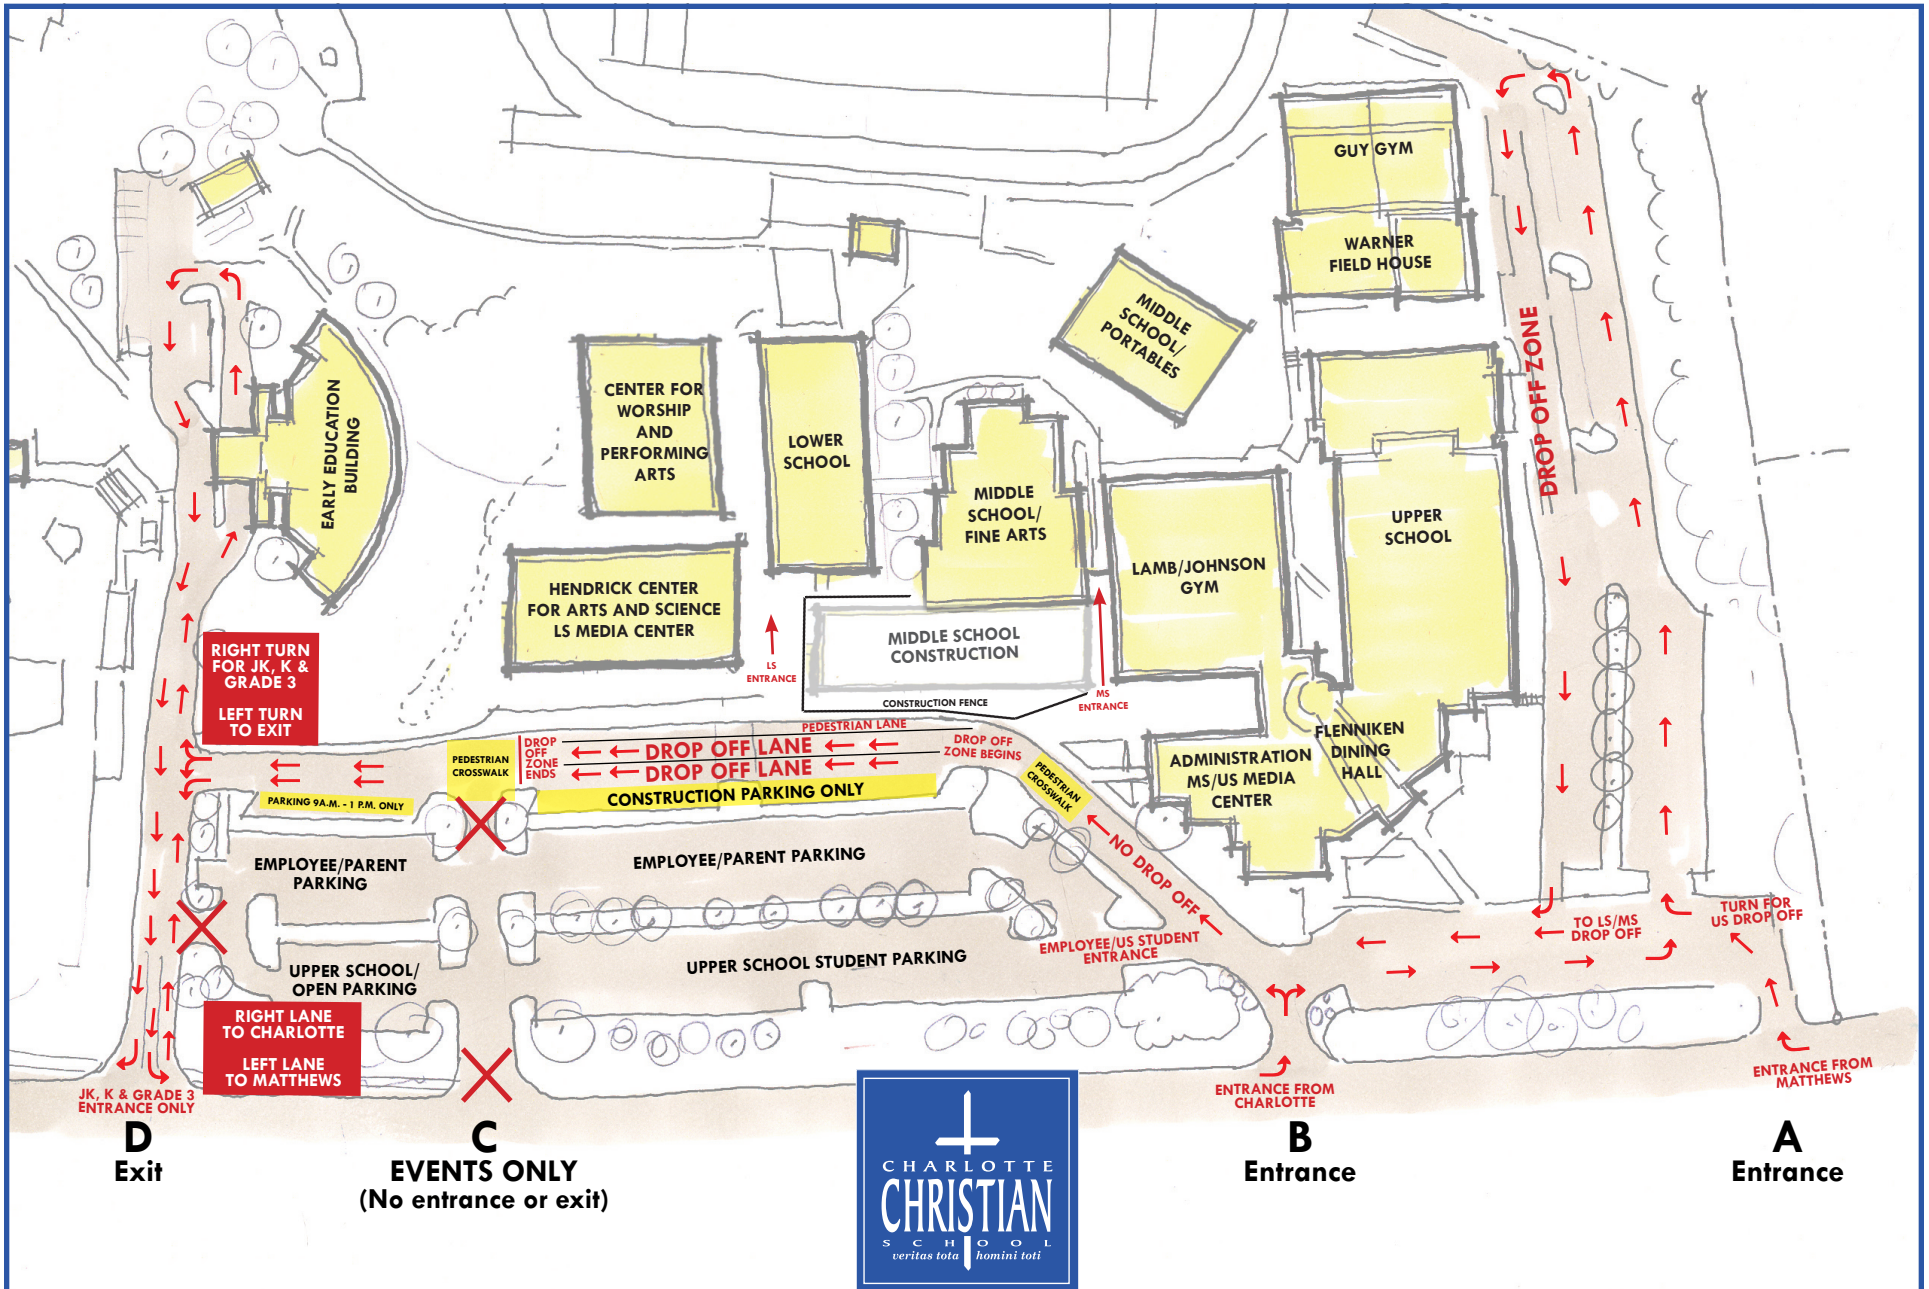 GUY GYM
WARNER
FIELD HOUSE
MIDDLE
SCHOOL/
PORTABLES
DROP OFF ZONE
EARLY EDUCATION
BUILDING
CENTER FOR
WORSHIP
AND
PERFORMING
ARTS
LOWER
SCHOOL
MIDDLE
SCHOOL/
FINE ARTS
UPPER
SCHOOL
LAMB/JOHNSON
GYM
HENDRICK CENTER
FOR ARTS AND SCIENCE
LS MEDIA CENTER
MIDDLE SCHOOL
CONSTRUCTION
LS
ENTRANCE
MS
ENTRANCE
CONSTRUCTION FENCE
RIGHT TURN
FOR JK, K &
GRADE 3
LEFT TURN
TO EXIT
PEDESTRIAN LANE
DROP
OFF
ZONE
ENDS
DROP OFF LANE
DROP OFF LANE
DROP OFF
ZONE BEGINS
PEDESTRIAN
CROSSWALK
PEDESTRIAN
CROSSWALK
FLENNIKEN
DINING
HALL
ADMINISTRATION
MS/US MEDIA
CENTER
PARKING 9A.M. - 1 P.M. ONLY
CONSTRUCTION PARKING ONLY
NO DROP OFF
EMPLOYEE/PARENT
PARKING
EMPLOYEE/PARENT PARKING
TURN FOR
US DROP OFF
TO LS/MS
DROP OFF
EMPLOYEE/US STUDENT
ENTRANCE
UPPER SCHOOL/
OPEN PARKING
UPPER SCHOOL STUDENT PARKING
RIGHT LANE
TO CHARLOTTE
LEFT LANE
TO MATTHEWS
JK, K & GRADE 3
ENTRANCE ONLY
ENTRANCE FROM
CHARLOTTE
ENTRANCE FROM
MATTHEWS
D
Exit
C
EVENTS ONLY
(No entrance or exit)
B
Entrance
A
Entrance
CHARLOTTE
CHRISTIAN
SCHOOL
veritas tota homini toti